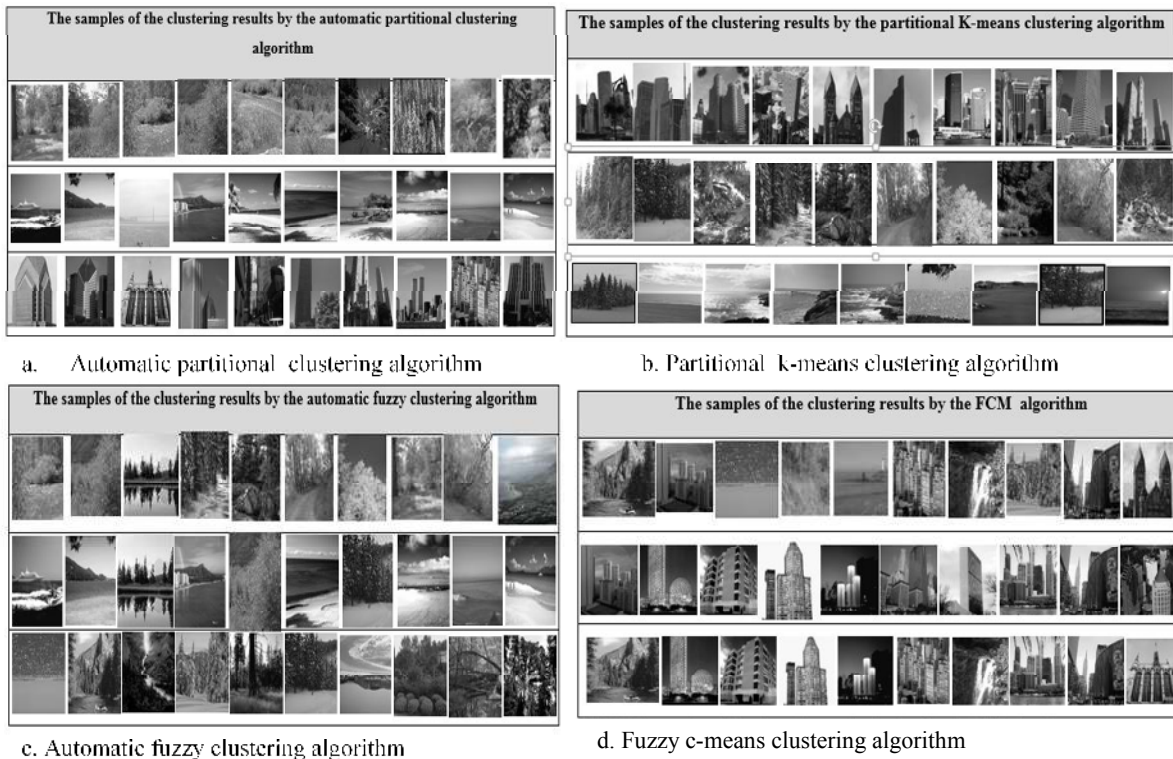 The samples of the clustering results by the automatic partitional clustering
algorithm
a. Automatic partitional clustering algorithm
The samples of the clustering results by the partitional K-means clustering algorithm
b. Partitional k-means clustering algorithm
The samples of the clustering results by the automatic fuzzy clustering algorithm
c. Automatic fuzzy clustering algorithm
The samples of the clustering results by the FCM algorithm
d. Fuzzy c-means clustering algorithm